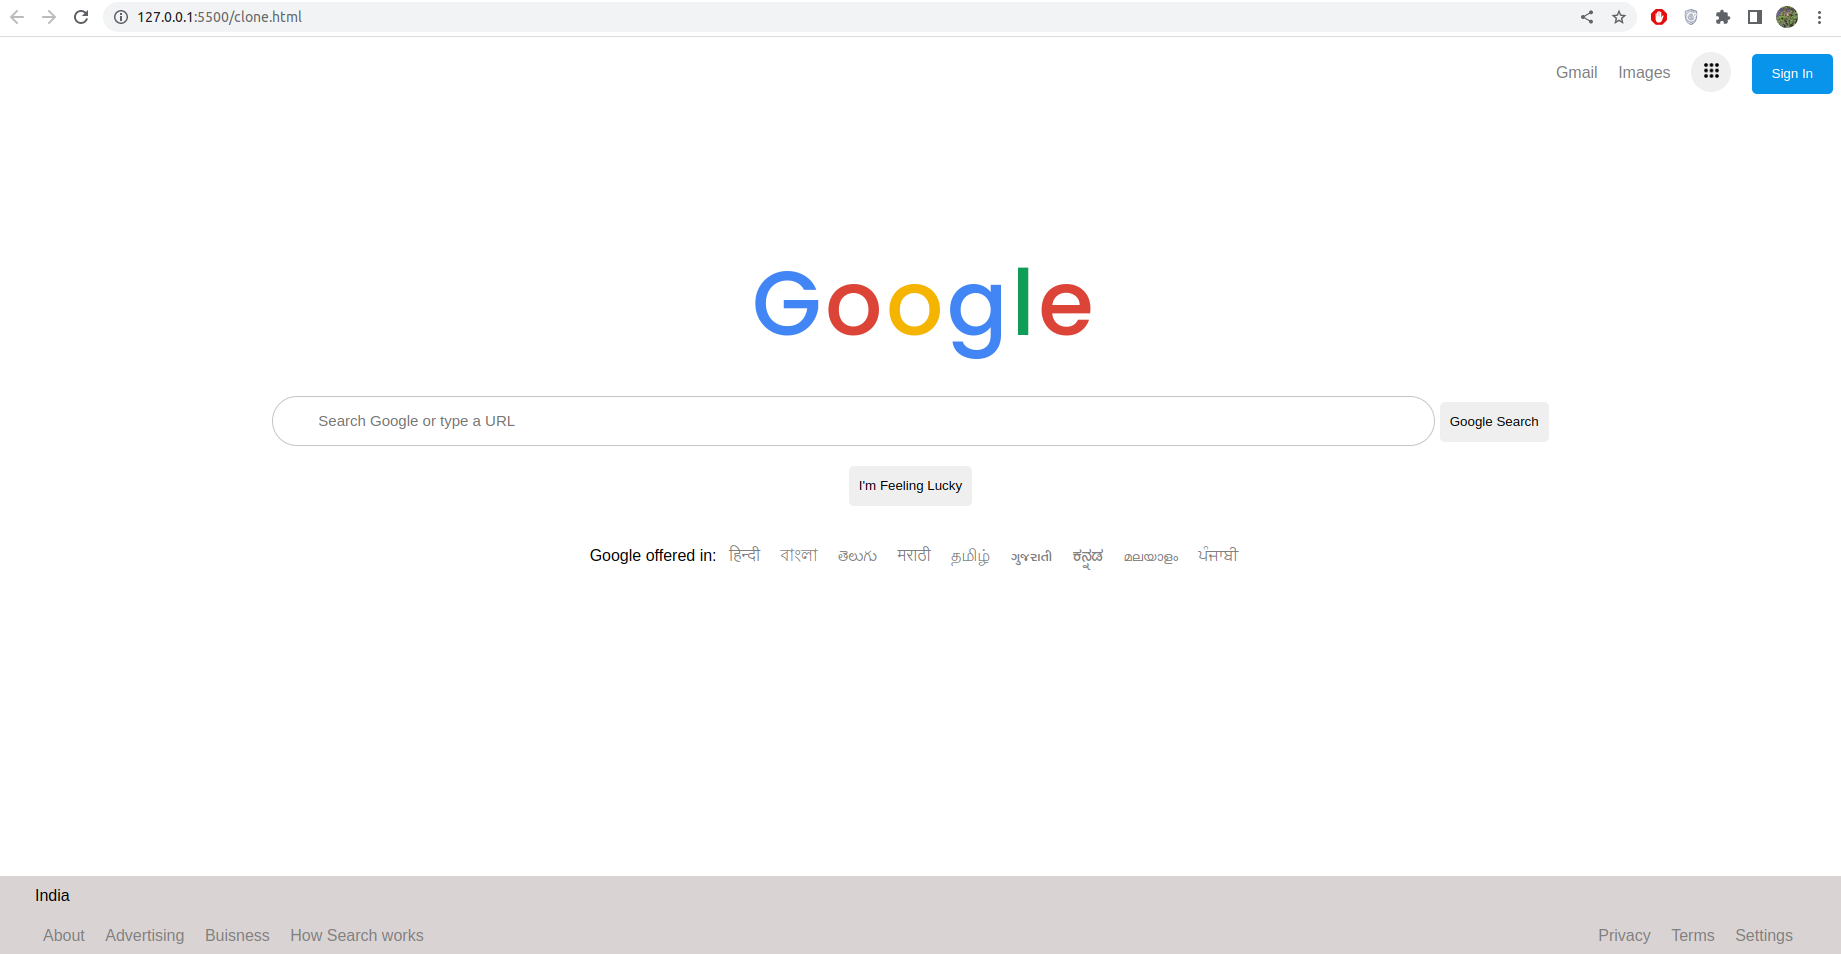 127.0.0.1:5500/clone.html
Gmail Images Sign In
Google
Search Google or type a URL Google Search
I'm Feeling Lucky
Google offered in: हिन्दी বাংলা తెలుగు मराठी தமிழ் ગુજરાતી ಕನ್ನಡ മലയാളം ਪੰਜਾਬੀ
India
About Advertising Buisness How Search works Privacy Terms Settings